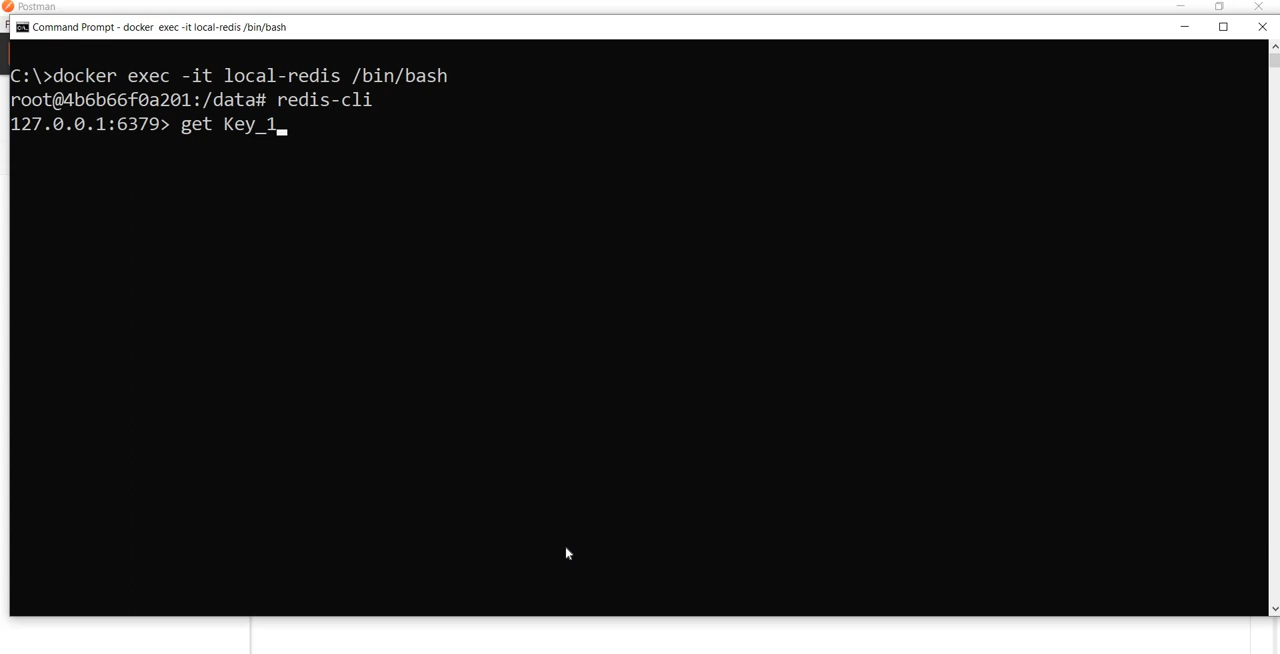 Postman
Command Prompt - docker exec -it local-redis /bin/bash
C:\>docker exec -it local-redis /bin/bash
root@4b6b66f0a201:/data# redis-cli
127.0.0.1:6379> get Key_1